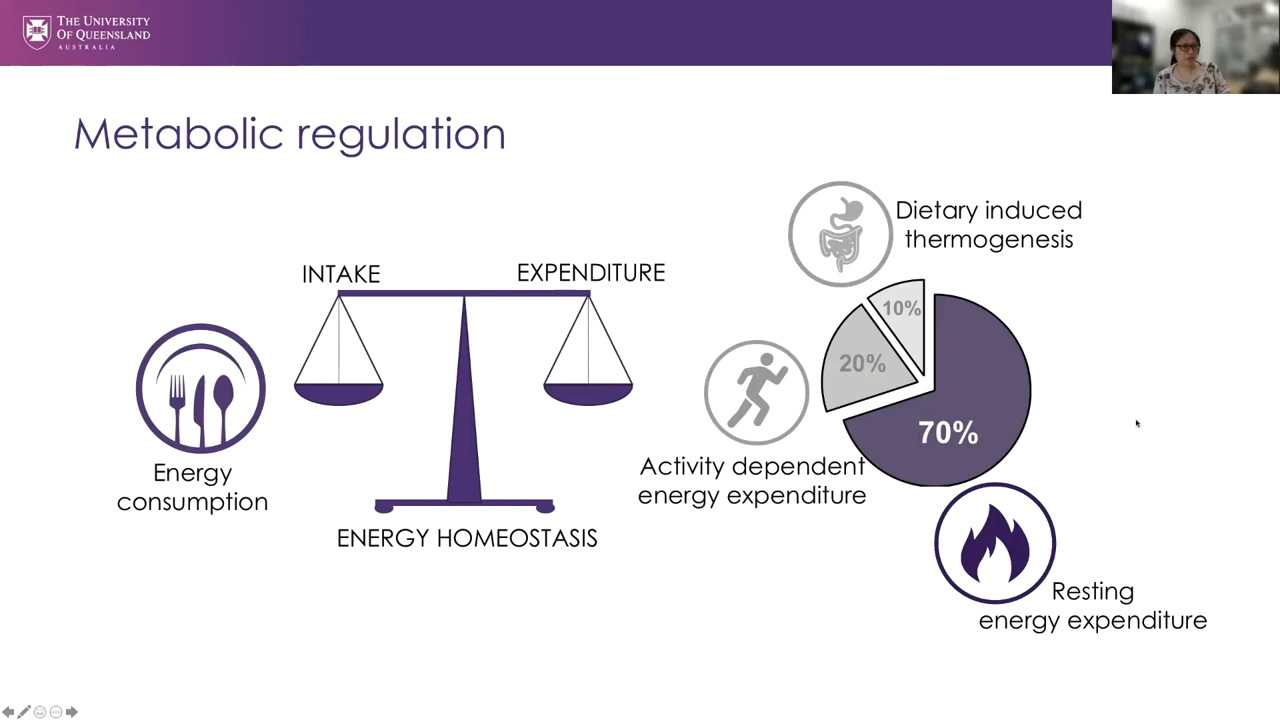 THE UNIVERSITY
OF QUEENSLAND
AUSTRALIA
Metabolic regulation
Dietary induced
thermogenesis
INTAKE
EXPENDITURE
10%
20%
70%
Energy
consumption
Activity dependent
energy expenditure
ENERGY HOMEOSTASIS
Resting
energy expenditure